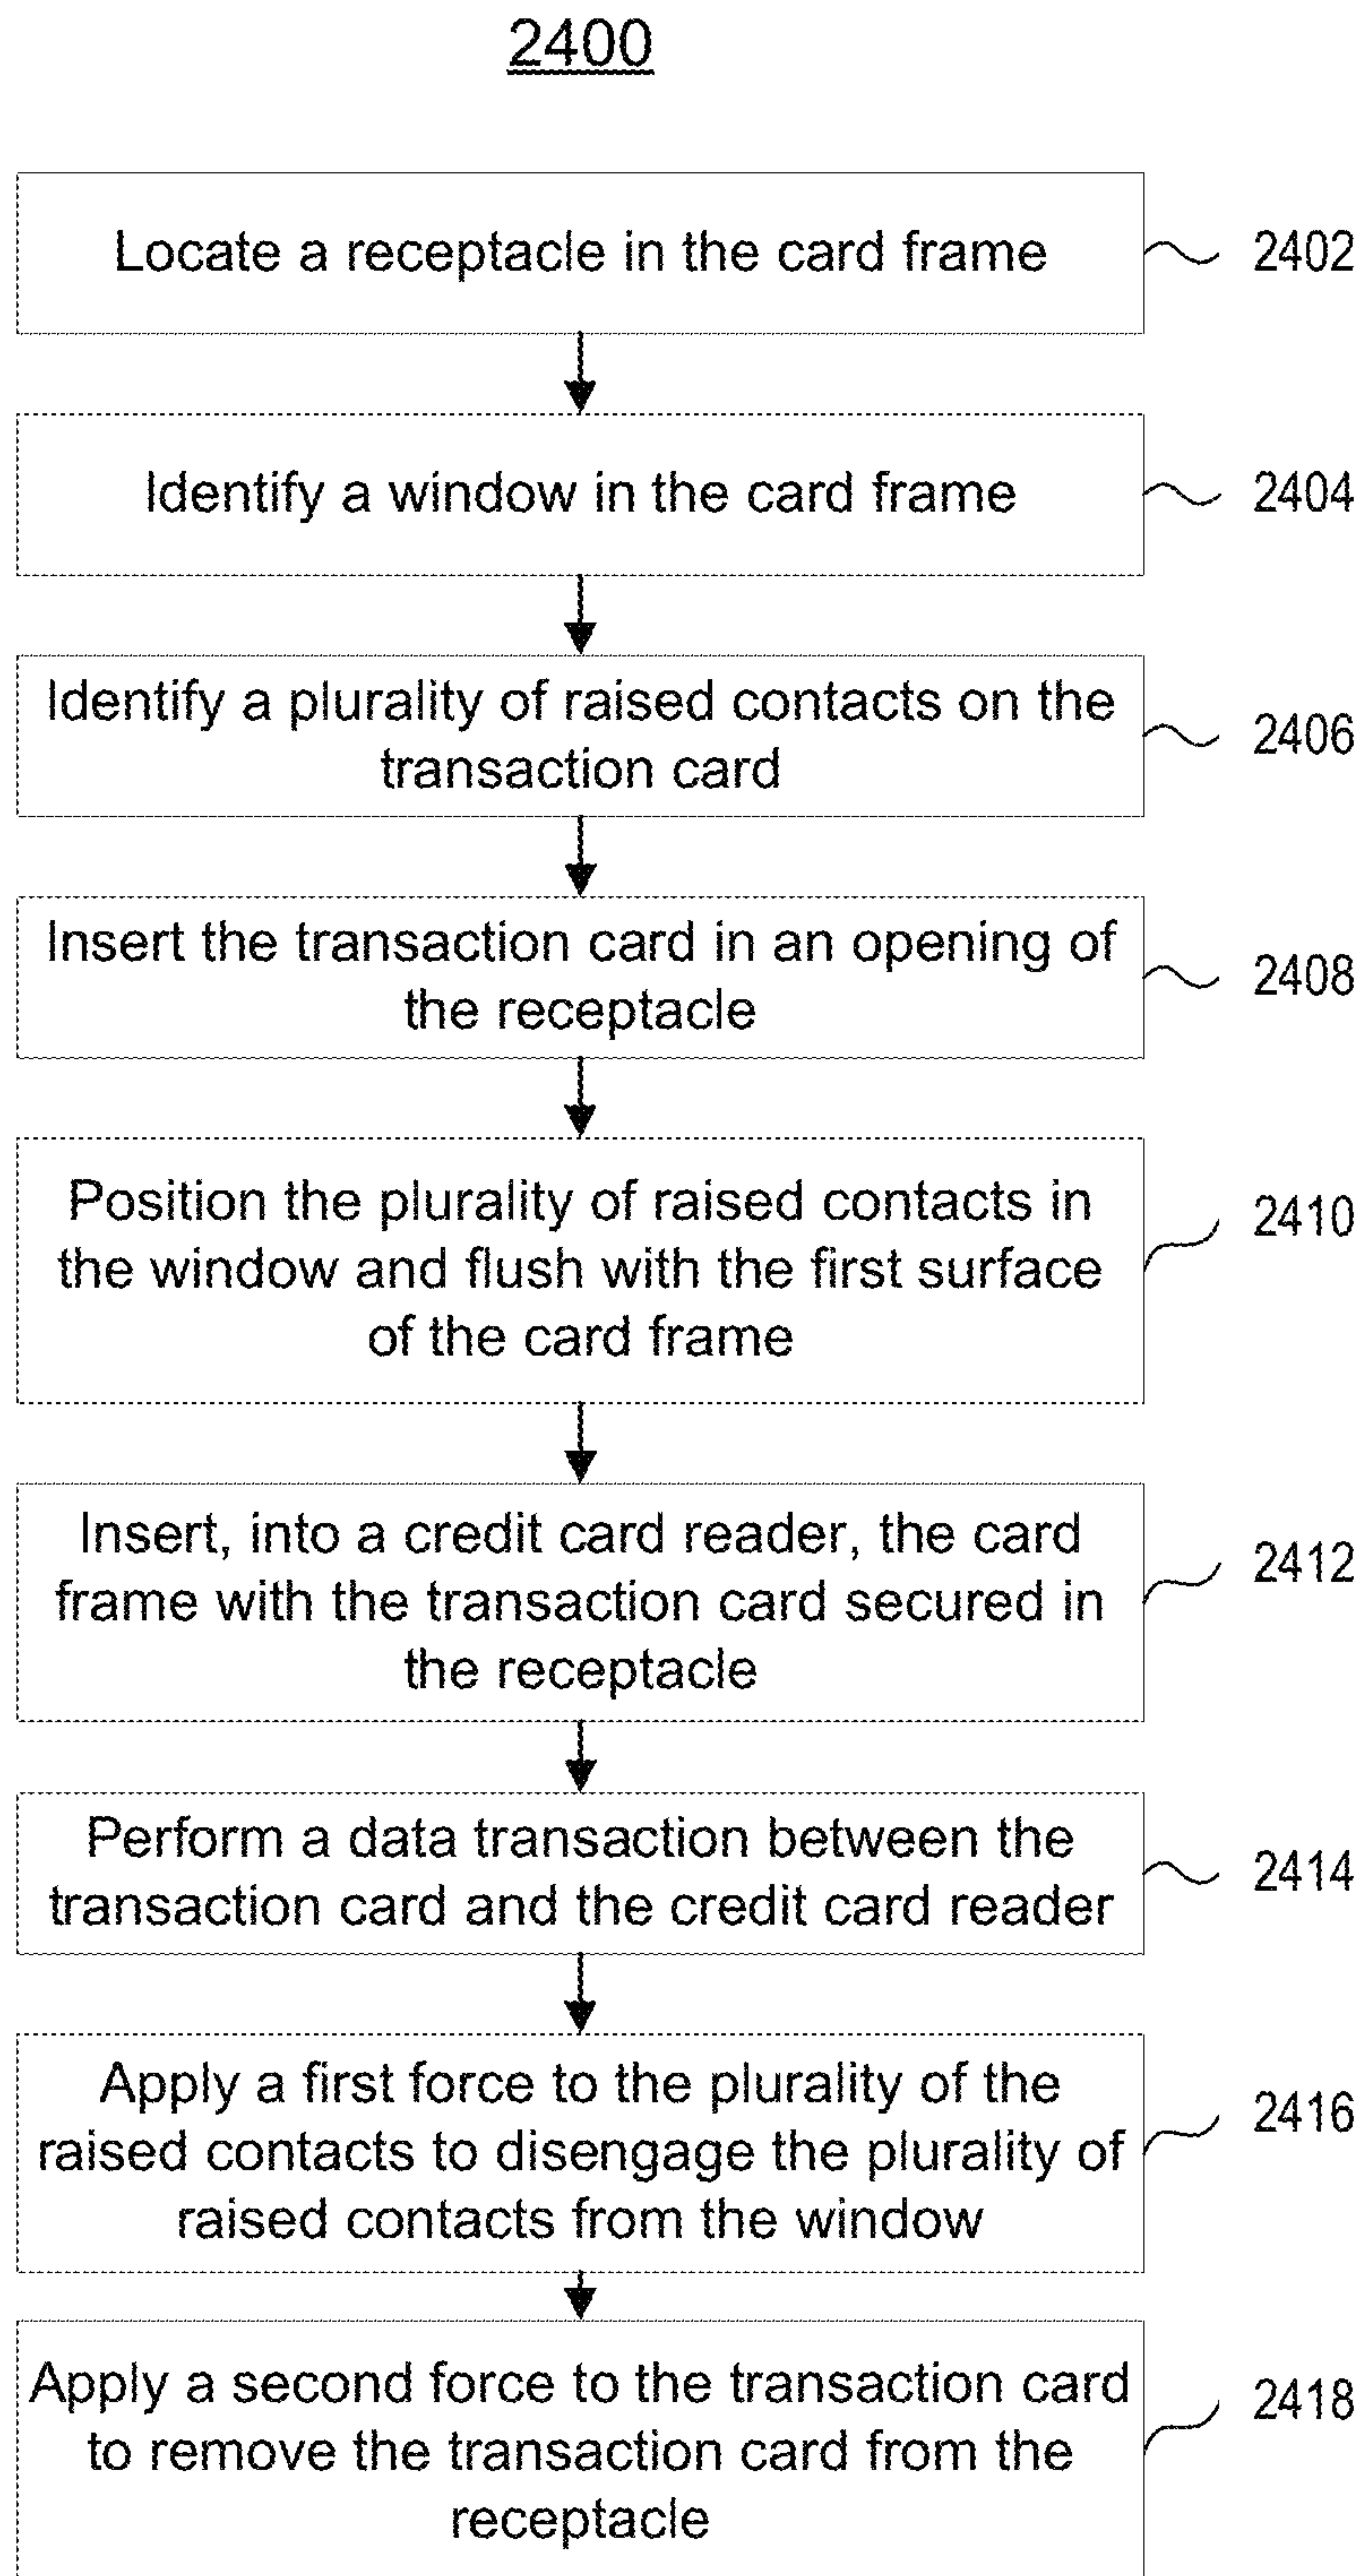 2400
Locate a receptacle in the card frame
2402
Identify a window in the card frame
2404
Identify a plurality of raised contacts on the
transaction card
2406
Insert the transaction card in an opening of
the receptacle
2408
Position the plurality of raised contacts in
the window and flush with the first surface
of the card frame
2410
Insert, into a credit card reader, the card
frame with the transaction card secured in
the receptacle
2412
Perform a data transaction between the
transaction card and the credit card reader
2414
Apply a first force to the plurality of the
raised contacts to disengage the plurality of
raised contacts from the window
2416
Apply a second force to the transaction card
to remove the transaction card from the
receptacle
2418